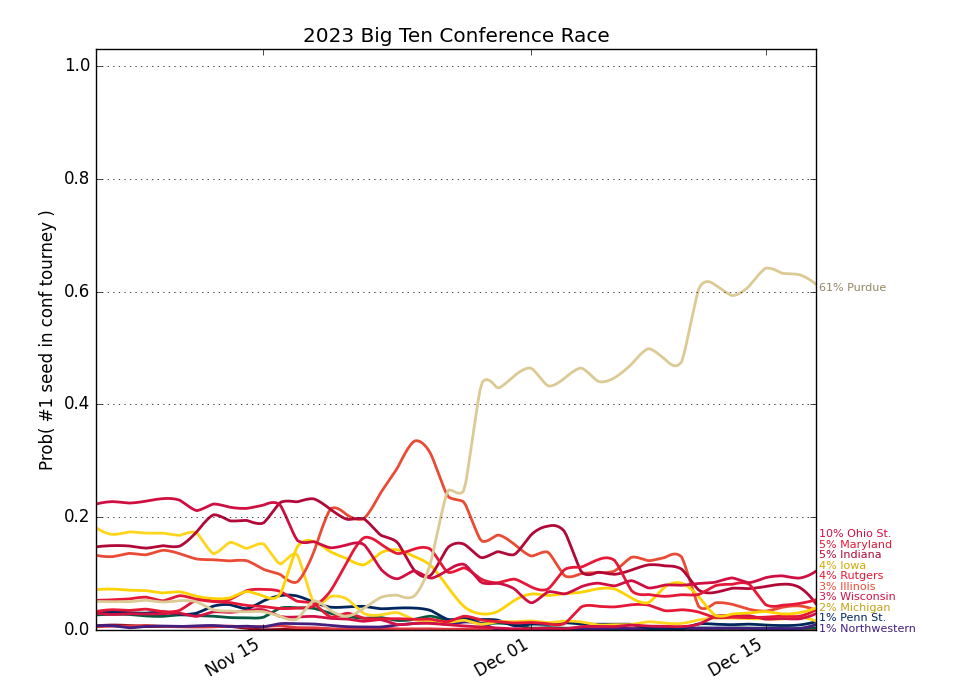 2023 Big Ten Conference Race
Prob( #1 seed in conf tourney )
1.0
0.8
0.6
0.4
0.2
0.0
Nov 15
Dec 01
Dec 15
61% Purdue
10% Ohio St.
5% Maryland
5% Indiana
4% Iowa
4% Rutgers
3% Illinois
3% Wisconsin
2% Michigan
1% Penn St.
1% Northwestern